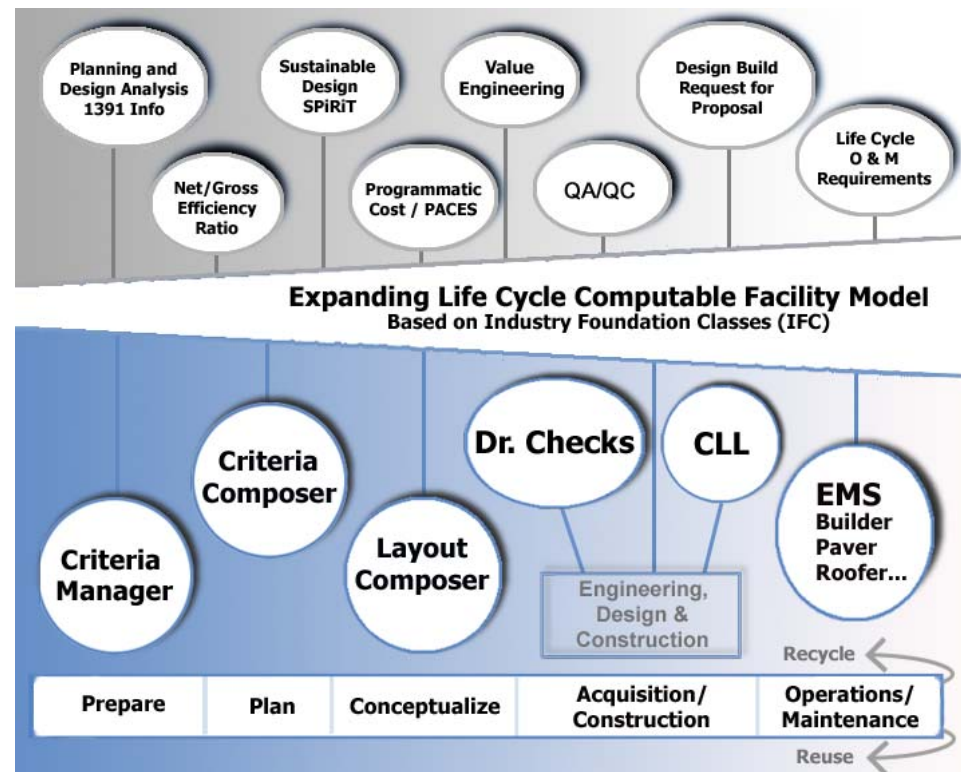 Planning and
Design Analysis
1391 Info
Sustainable
Design
SPiRiT
Value
Engineering
Design Build
Request for
Proposal
Life Cycle
O & M
Requirements
Net/Gross
Efficiency
Ratio
Programmatic
Cost / PACES
QA/QC
Expanding Life Cycle Computable Facility Model
Based on Industry Foundation Classes (IFC)
Criteria
Manager
Criteria
Composer
Layout
Composer
Dr. Checks
CLL
EMS
Builder
Paver
Roofer...
Engineering,
Design &
Construction
Recycle
Prepare
Plan
Conceptualize
Acquisition/
Construction
Operations/
Maintenance
Reuse